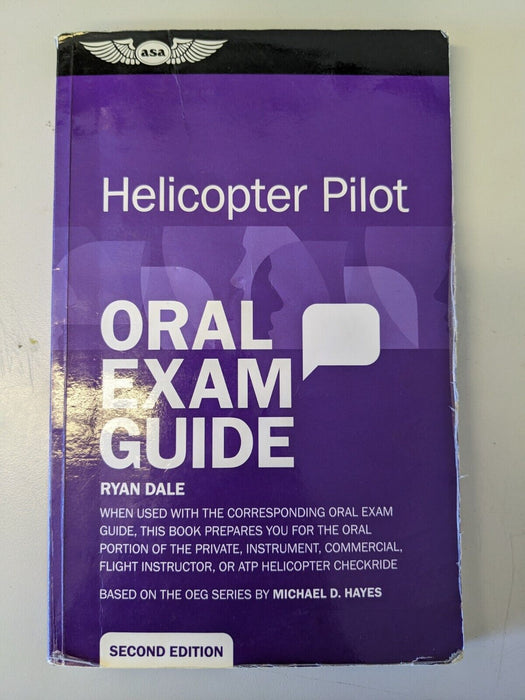 asa
Helicopter Pilot
ORAL
EXAM
GUIDE
RYAN DALE
WHEN USED WITH THE CORRESPONDING ORAL EXAM
GUIDE, THIS BOOK PREPARES YOU FOR THE ORAL
PORTION OF THE PRIVATE, INSTRUMENT, COMMERCIAL,
FLIGHT INSTRUCTOR, OR ATP HELICOPTER CHECKRIDE
BASED ON THE OEG SERIES BY MICHAEL D. HAYES
SECOND EDITION